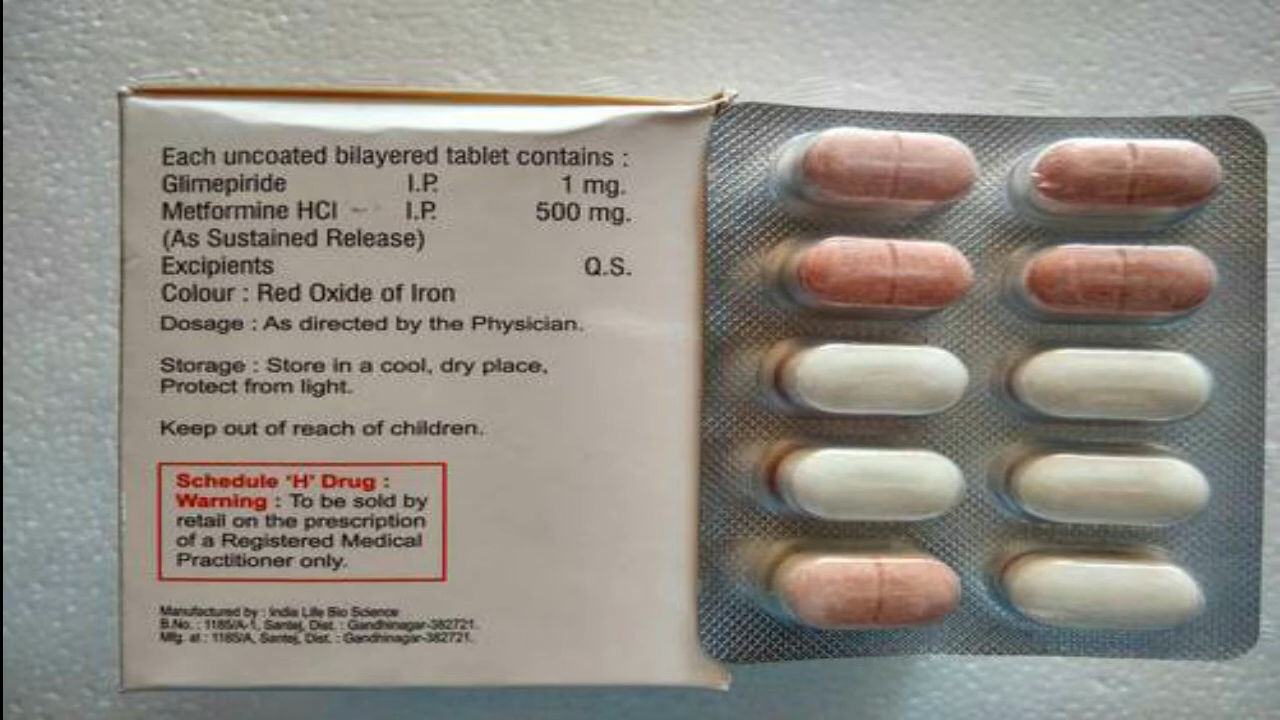 Each uncoated bilayered tablet contains :
Glimepiride I.P. 1 mg.
Metformine HCl I.P. 500 mg.
(As Sustained Release)
Excipients Q.S.
Colour : Red Oxide of Iron
Dosage : As directed by the Physician.
Storage : Store in a cool, dry place,
Protect from light.
Keep out of reach of children.
Schedule 'H' Drug :
Warning : To be sold by
retail on the prescription
of a Registered Medical
Practitioner only.
Manufactured by : India Life Bio Science
B.No. : 1185/A-1, Santej, Dist. : Gandhinagar-382721.
Mfg. at : 1185/A, Santej, Dist. : Gandhinagar-382721.